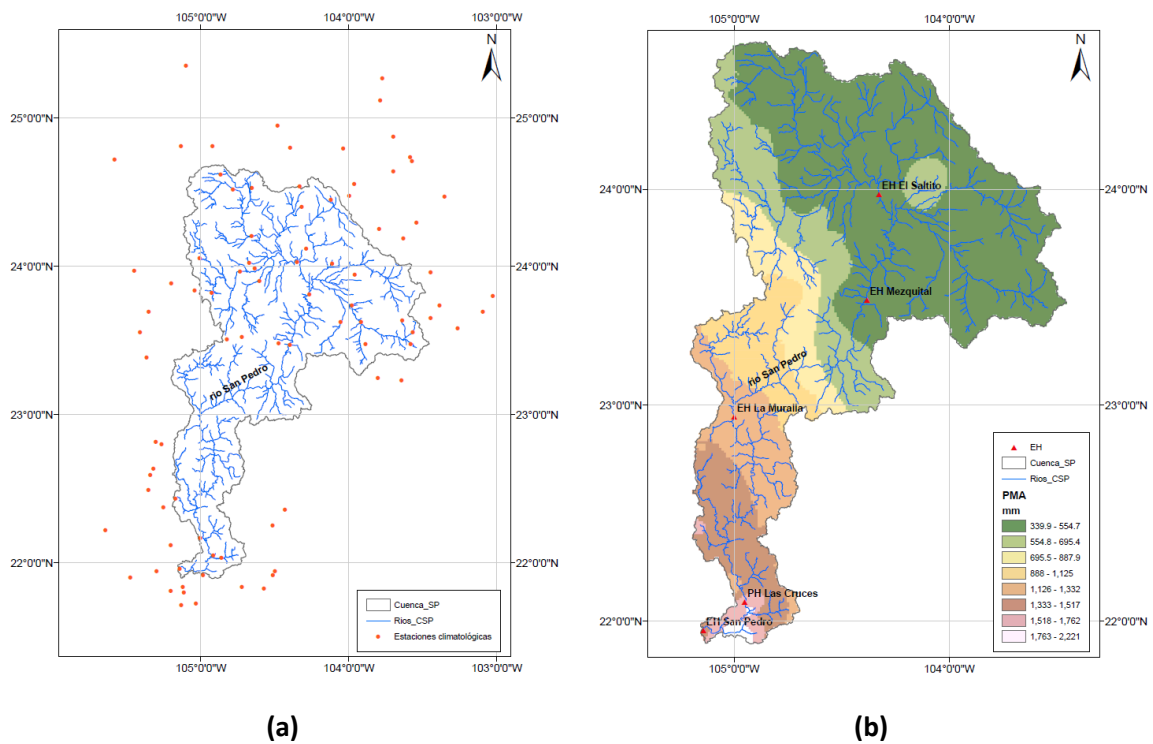 105°0'0"W
104°0'0"W
103°0'0"W
N
25°0'0"N
24°0'0"N
23°0'0"N
22°0'0"N
25°0'0"N
24°0'0"N
23°0'0"N
22°0'0"N
rio San Pedro
Cuenca_SP
Rios_CSP
Estaciones climatológicas
105°0'0"W
104°0'0"W
103°0'0"W
(a)
105°0'0"W
104°0'0"W
N
24°0'0"N
23°0'0"N
22°0'0"N
24°0'0"N
23°0'0"N
22°0'0"N
EH El Saltito
EH Mezquital
rio San Pedro
EH La Muralla
PH Las Cruces
EH San Pedro
EH
Cuenca_SP
Rios_CSP
PMA
mm
339.9 - 554.7
554.8 - 695.4
695.5 - 887.9
888 - 1,125
1,126 - 1,332
1,333 - 1,517
1,518 - 1,762
1,763 - 2,221
105°0'0"W
104°0'0"W
(b)